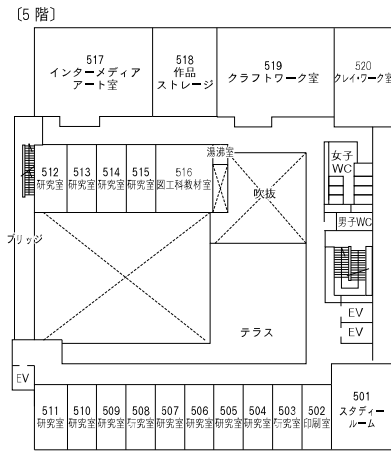 〔5 階〕
517
インターメディア
アート室
518
作品
ストレージ
519
クラフトワーク室
520
クレイ・ワーク室
湯沸室
女子
WC
512
研究室
513
研究室
514
研究室
515
研究室
516
図工科教材室
吹抜
男子WC
ブリッジ
EV
EV
テラス
EV
511
研究室
510
研究室
509
研究室
508
研究室
507
研究室
506
研究室
505
研究室
504
研究室
503
研究室
502
印刷室
501
スタディー
ルーム